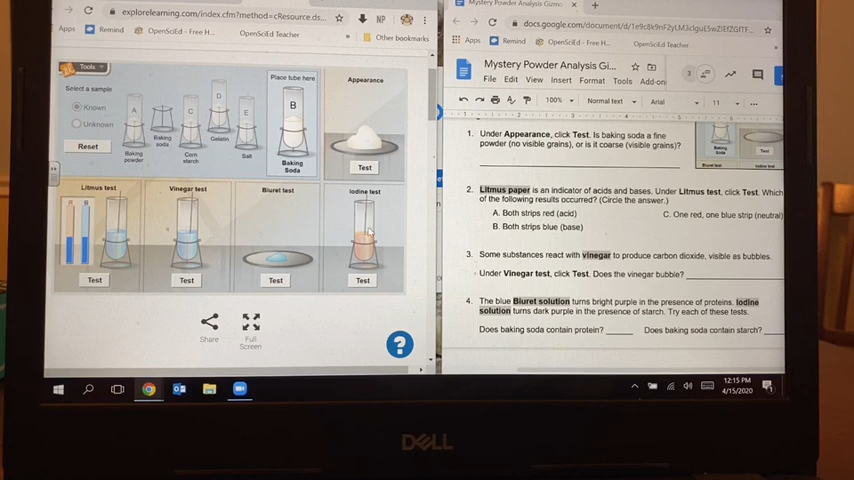 explorelearning.com/index.cfm?method=cResource.ds...
NP
Apps
Remind
OpenSciEd - Free H...
OpenSciEd Teacher
Other bookmarks
Tools
Select a sample
Known
Unknown
Reset
A
Baking powder
Baking soda
C
Corn starch
D
Gelatin
E
Salt
Place tube here
B
Baking Soda
Appearance
Test
Litmus test
Test
Vinegar test
Test
Biuret test
Test
Iodine test
Test
Share
Full Screen
?
Mystery Powder Analysis Gizmo
Apps
Remind
OpenSciEd - Free H...
OpenSciEd Teacher
Mystery Powder Analysis Gi...
File Edit View Insert Format Tools Add-on
3
100%
Normal text
Arial
11
1. Under Appearance, click Test. Is baking soda a fine
powder (no visible grains), or is it coarse (visible grains)?
2. Litmus paper is an indicator of acids and bases. Under Litmus test, click Test. Which
of the following results occurred? (Circle the answer.)
A. Both strips red (acid)
C. One red, one blue strip (neutral)
B. Both strips blue (base)
3. Some substances react with vinegar to produce carbon dioxide, visible as bubbles.
Under Vinegar test, click Test. Does the vinegar bubble?
4. The blue Biuret solution turns bright purple in the presence of proteins. Iodine
solution turns dark purple in the presence of starch. Try each of these tests.
Does baking soda contain protein? Does baking soda contain starch?
12:15 PM
4/15/2020
DELL